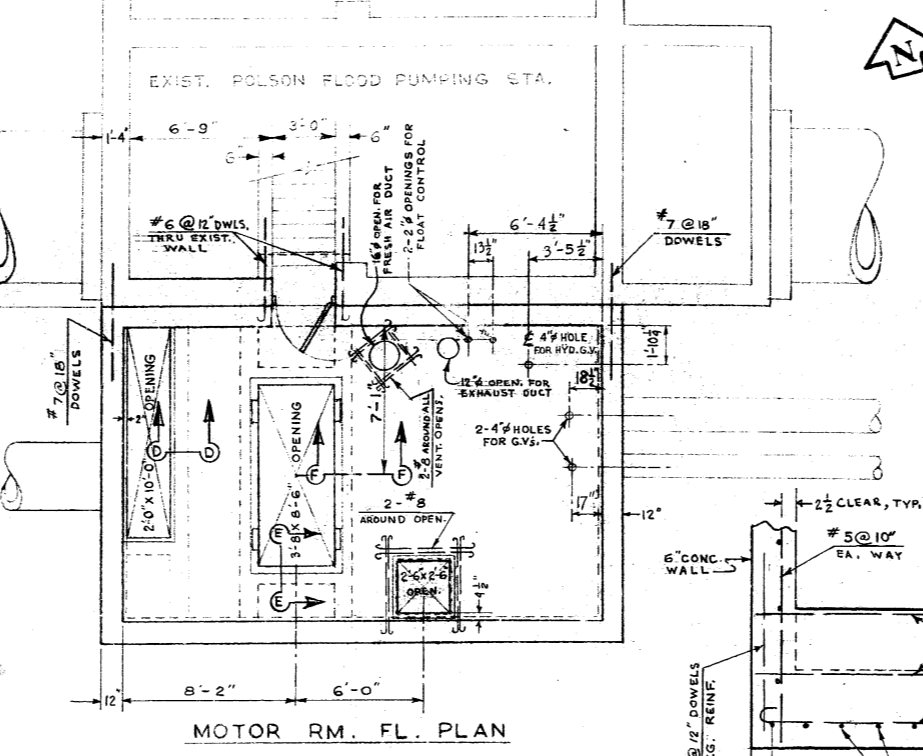 N
EXIST. POLSON FLOOD PUMPING STA.
1'-4"
6'-9"
3'-0"
6"
6"
16"ø OPEN. FOR
FRESH AIR DUCT
2-2"ø OPENINGS FOR
FLOAT CONTROL
#6 @ 12" DWLS.
THRU EXIST.
WALL
6'-4½"
13½"
3'-5½"
#7 @ 18"
DOWELS
#7 @ 18"
DOWELS
4"ø HOLE
FOR HYD. G.V.
1'-10¼"
12"ø OPEN. FOR
EXHAUST DUCT
18½"
2"
2'-0" X 10'-0" OPENING
D
D
3'-8" X 8'-6" OPENING
F
F
7'-1"
2-#8 AROUND ALL
VENT. OPENS.
2-4"ø HOLES
FOR G.V.'s.
17"
12"
E
E
2-#8
AROUND OPEN.
2'-6" X 2'-6"
OPEN.
4½"
2½ CLEAR, TYP.
#5 @ 10"
EA. WAY
6" CONC.
WALL
@ 12" DOWELS
G. REINF.
12"
8'-2"
6'-0"
MOTOR RM. FL. PLAN